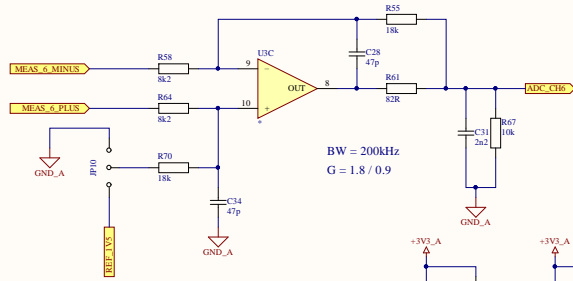 R55
18k
R58
8k2
MEAS_6_MINUS
U3C
9
−
C28
47p
8
OUT
R61
82R
ADC_CH6
R64
8k2
MEAS_6_PLUS
10
+
*
C31
2n2
R67
10k
JP10
R70
18k
GND_A
BW = 200kHz
G = 1.8 / 0.9
C34
47p
GND_A
GND_A
REF_1V5
+3V3_A
+3V3_A